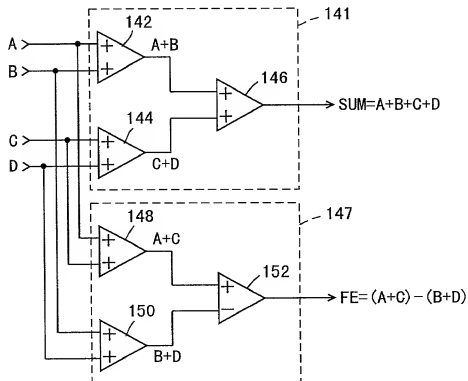 141
142
A
A+B
+
+
B
146
+
+
SUM=A+B+C+D
144
C
+
+
D
C+D
147
148
A+C
+
+
152
+
−
FE=(A+C)−(B+D)
150
+
+
B+D